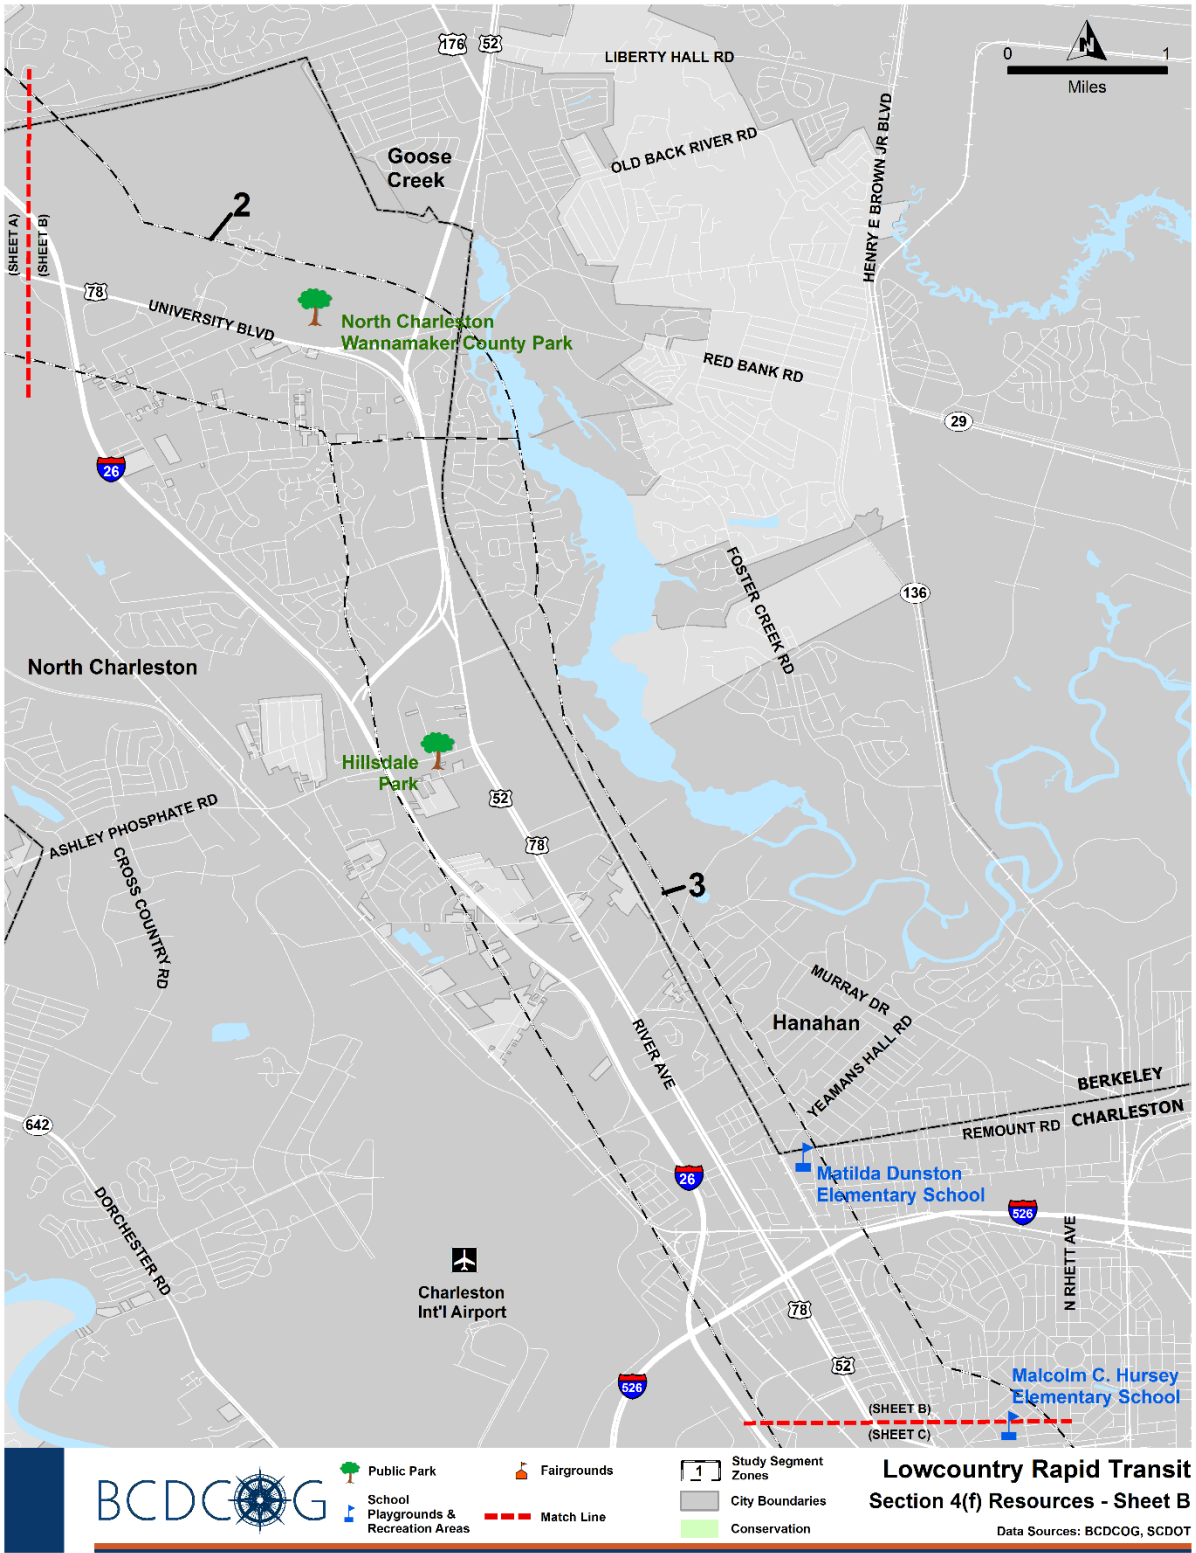 176
52
LIBERTY HALL RD
0
N
1
Miles
OLD BACK RIVER RD
HENRY E BROWN JR BLVD
Goose
Creek
2
(SHEET A)
(SHEET B)
78
UNIVERSITY BLVD
North Charleston
Wannamaker County Park
RED BANK RD
29
26
FOSTER CREEK RD
136
North Charleston
Hillsdale
Park
52
ASHLEY PHOSPHATE RD
78
CROSS COUNTRY RD
3
MURRAY DR
Hanahan
YEAMANS HALL RD
RIVER AVE
BERKELEY
CHARLESTON
REMOUNT RD
642
Matilda Dunston
Elementary School
26
526
DORCHESTER RD
N RHETT AVE
Charleston
Int'l Airport
78
52
526
Malcolm C. Hursey
Elementary School
(SHEET B)
(SHEET C)
BCDCOG
Public Park
School
Playgrounds &
Recreation Areas
Fairgrounds
Match Line
1
Study Segment
Zones
City Boundaries
Conservation
Lowcountry Rapid Transit
Section 4(f) Resources - Sheet B
Data Sources: BCDCOG, SCDOT